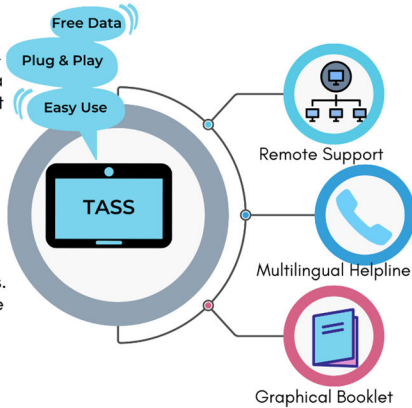 Free Data
Plug & Play
Easy Use
TASS
Remote Support
Multilingual Helpline
Graphical Booklet